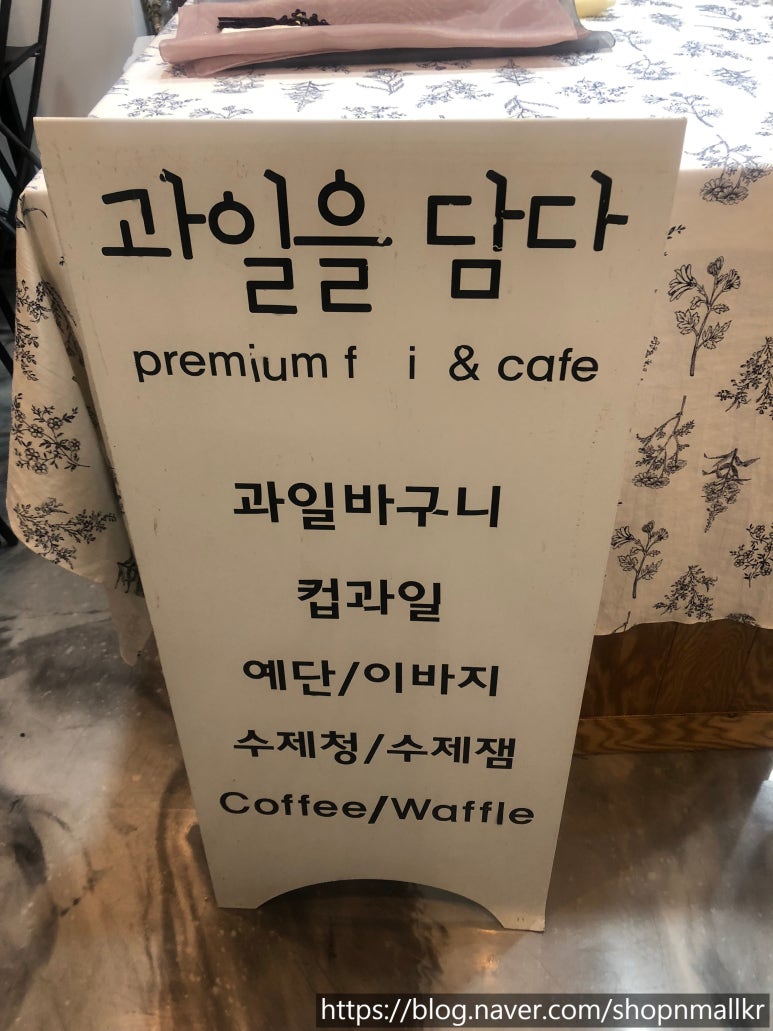 과일을 담다
premium f i & cafe
과일바구니
컵과일
예단/이바지
수제청/수제잼
Coffee/Waffle
https://blog.naver.com/shopnmallkr